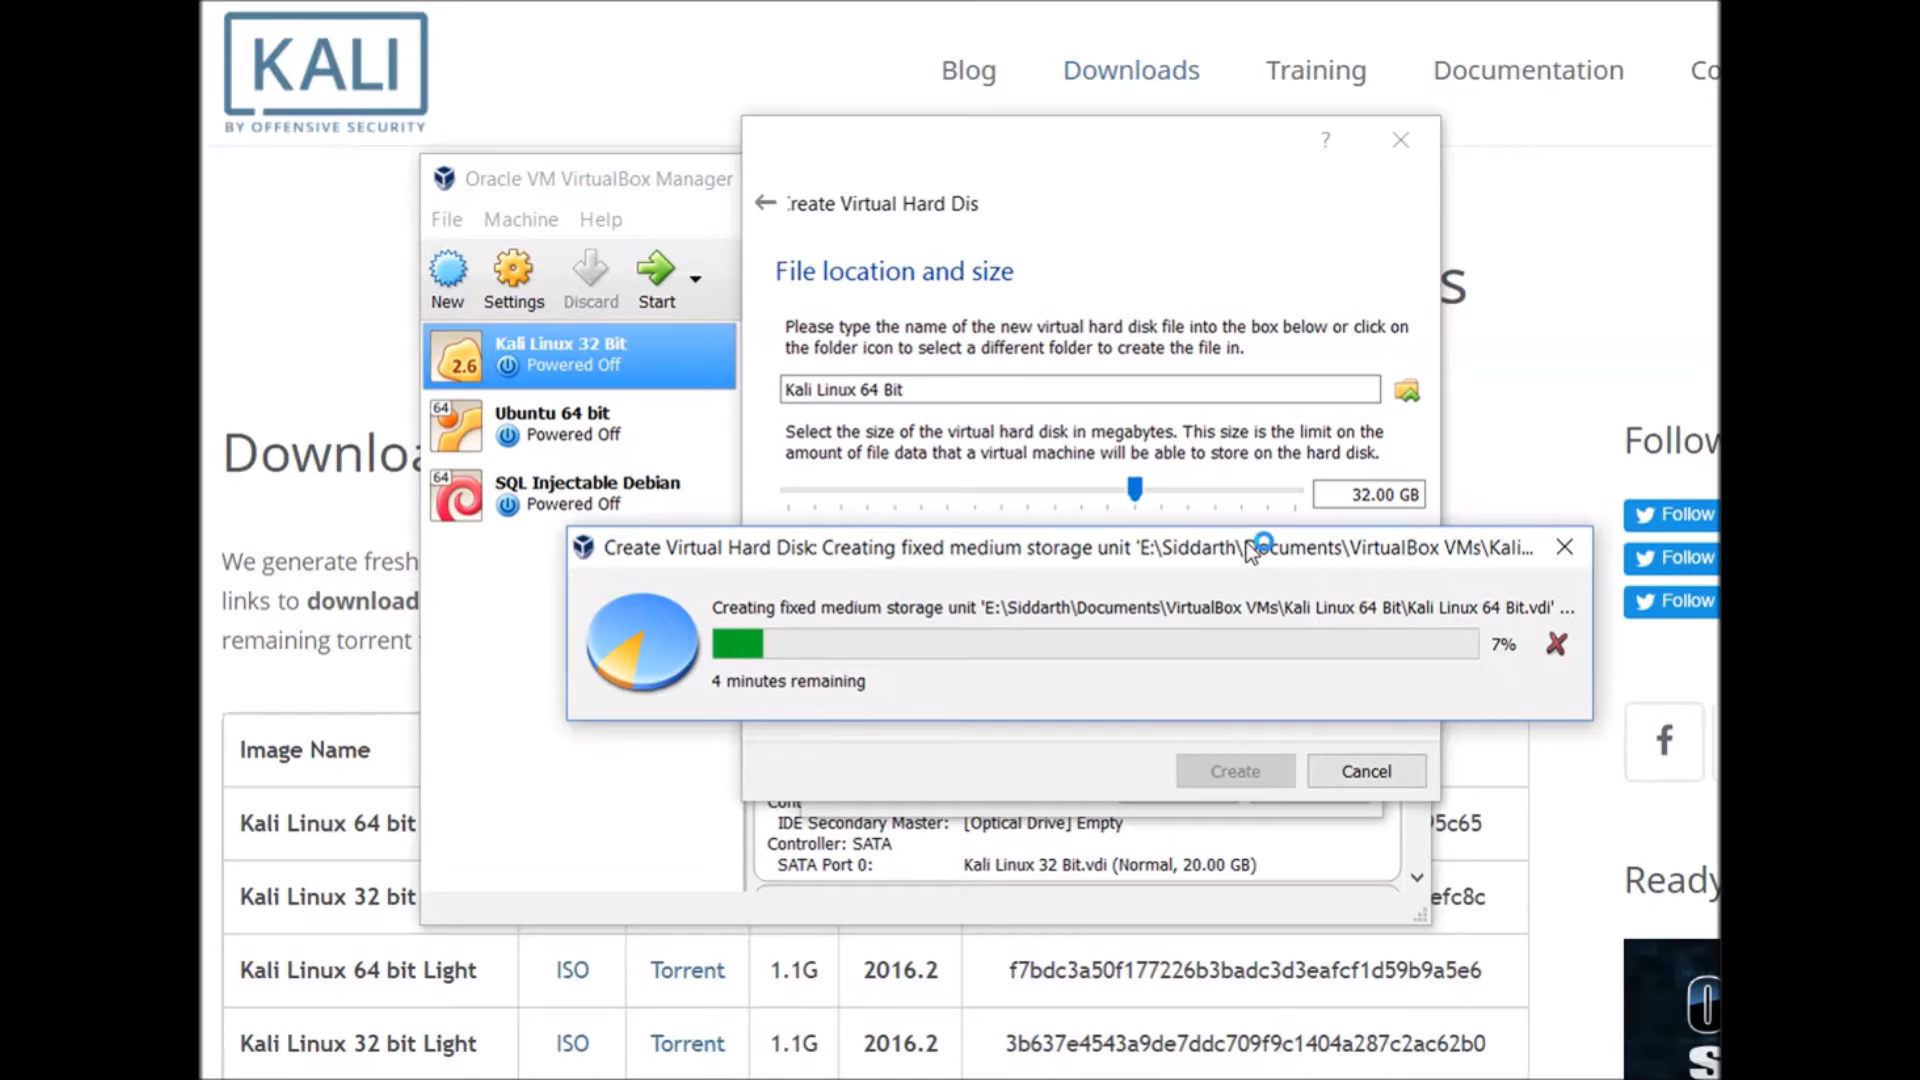 KALI
BY OFFENSIVE SECURITY
Blog
Downloads
Training
Documentation
Co
?
Oracle VM VirtualBox Manager
File Machine Help
New Settings Discard Start
2.6
Kali Linux 32 Bit
Powered Off
64
Ubuntu 64 bit
Powered Off
64
SQL Injectable Debian
Powered Off
reate Virtual Hard Dis
File location and size
Please type the name of the new virtual hard disk file into the box below or click on
the folder icon to select a different folder to create the file in.
Kali Linux 64 Bit
Select the size of the virtual hard disk in megabytes. This size is the limit on the
amount of file data that a virtual machine will be able to store on the hard disk.
32.00 GB
Create Virtual Hard Disk: Creating fixed medium storage unit 'E:\Siddarth\Documents\VirtualBox VMs\Kali...
Creating fixed medium storage unit 'E:\Siddarth\Documents\VirtualBox VMs\Kali Linux 64 Bit\Kali Linux 64 Bit.vdi' ...
7%
4 minutes remaining
Create
Cancel
IDE Secondary Master: [Optical Drive] Empty
Controller: SATA
SATA Port 0: Kali Linux 32 Bit.vdi (Normal, 20.00 GB)
s
Downloa
We generate fresh
links to download
remaining torrent
Follow
Follow
Follow
Follow
f
Ready
Image Name
Kali Linux 64 bit 5c65
Kali Linux 32 bit efc8c
Kali Linux 64 bit Light ISO Torrent 1.1G 2016.2 f7bdc3a50f177226b3badc3d3eafcf1d59b9a5e6
Kali Linux 32 bit Light ISO Torrent 1.1G 2016.2 3b637e4543a9de7ddc709f9c1404a287c2ac62b0